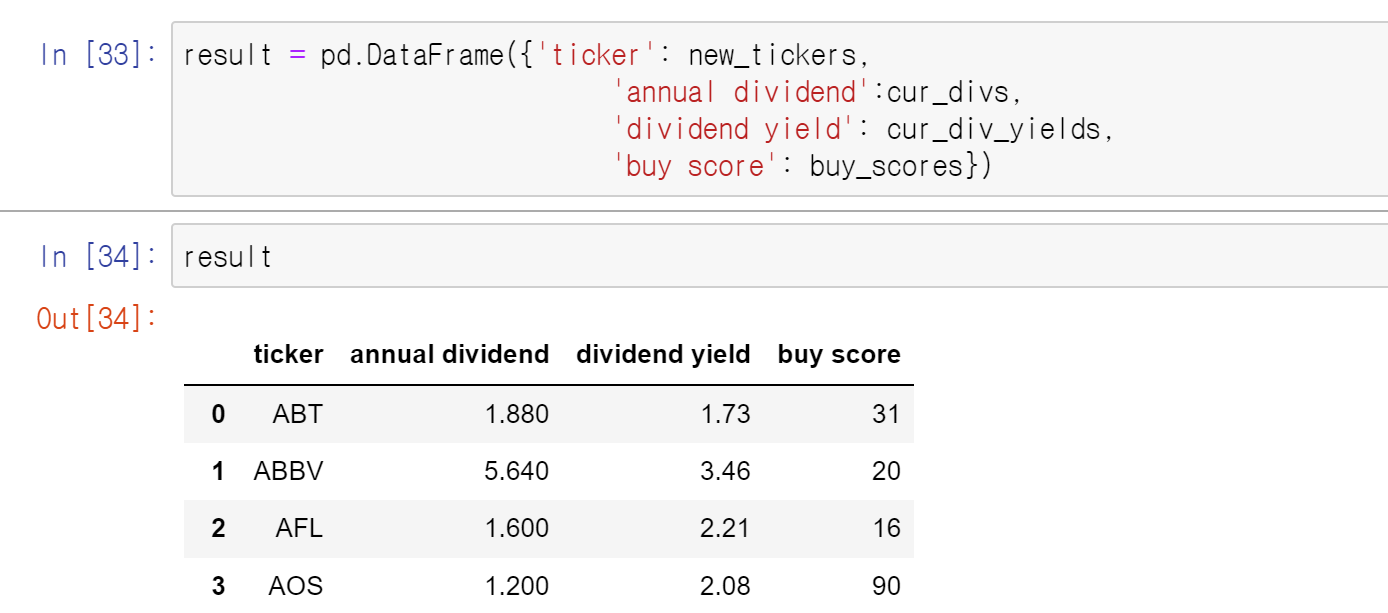 In [33]: result = pd.DataFrame({'ticker': new_tickers,
'annual dividend':cur_divs,
'dividend yield': cur_div_yields,
'buy score': buy_scores})
In [34]: result
Out[34]:
ticker annual dividend dividend yield buy score
0 ABT 1.880 1.73 31
1 ABBV 5.640 3.46 20
2 AFL 1.600 2.21 16
3 AOS 1.200 2.08 90